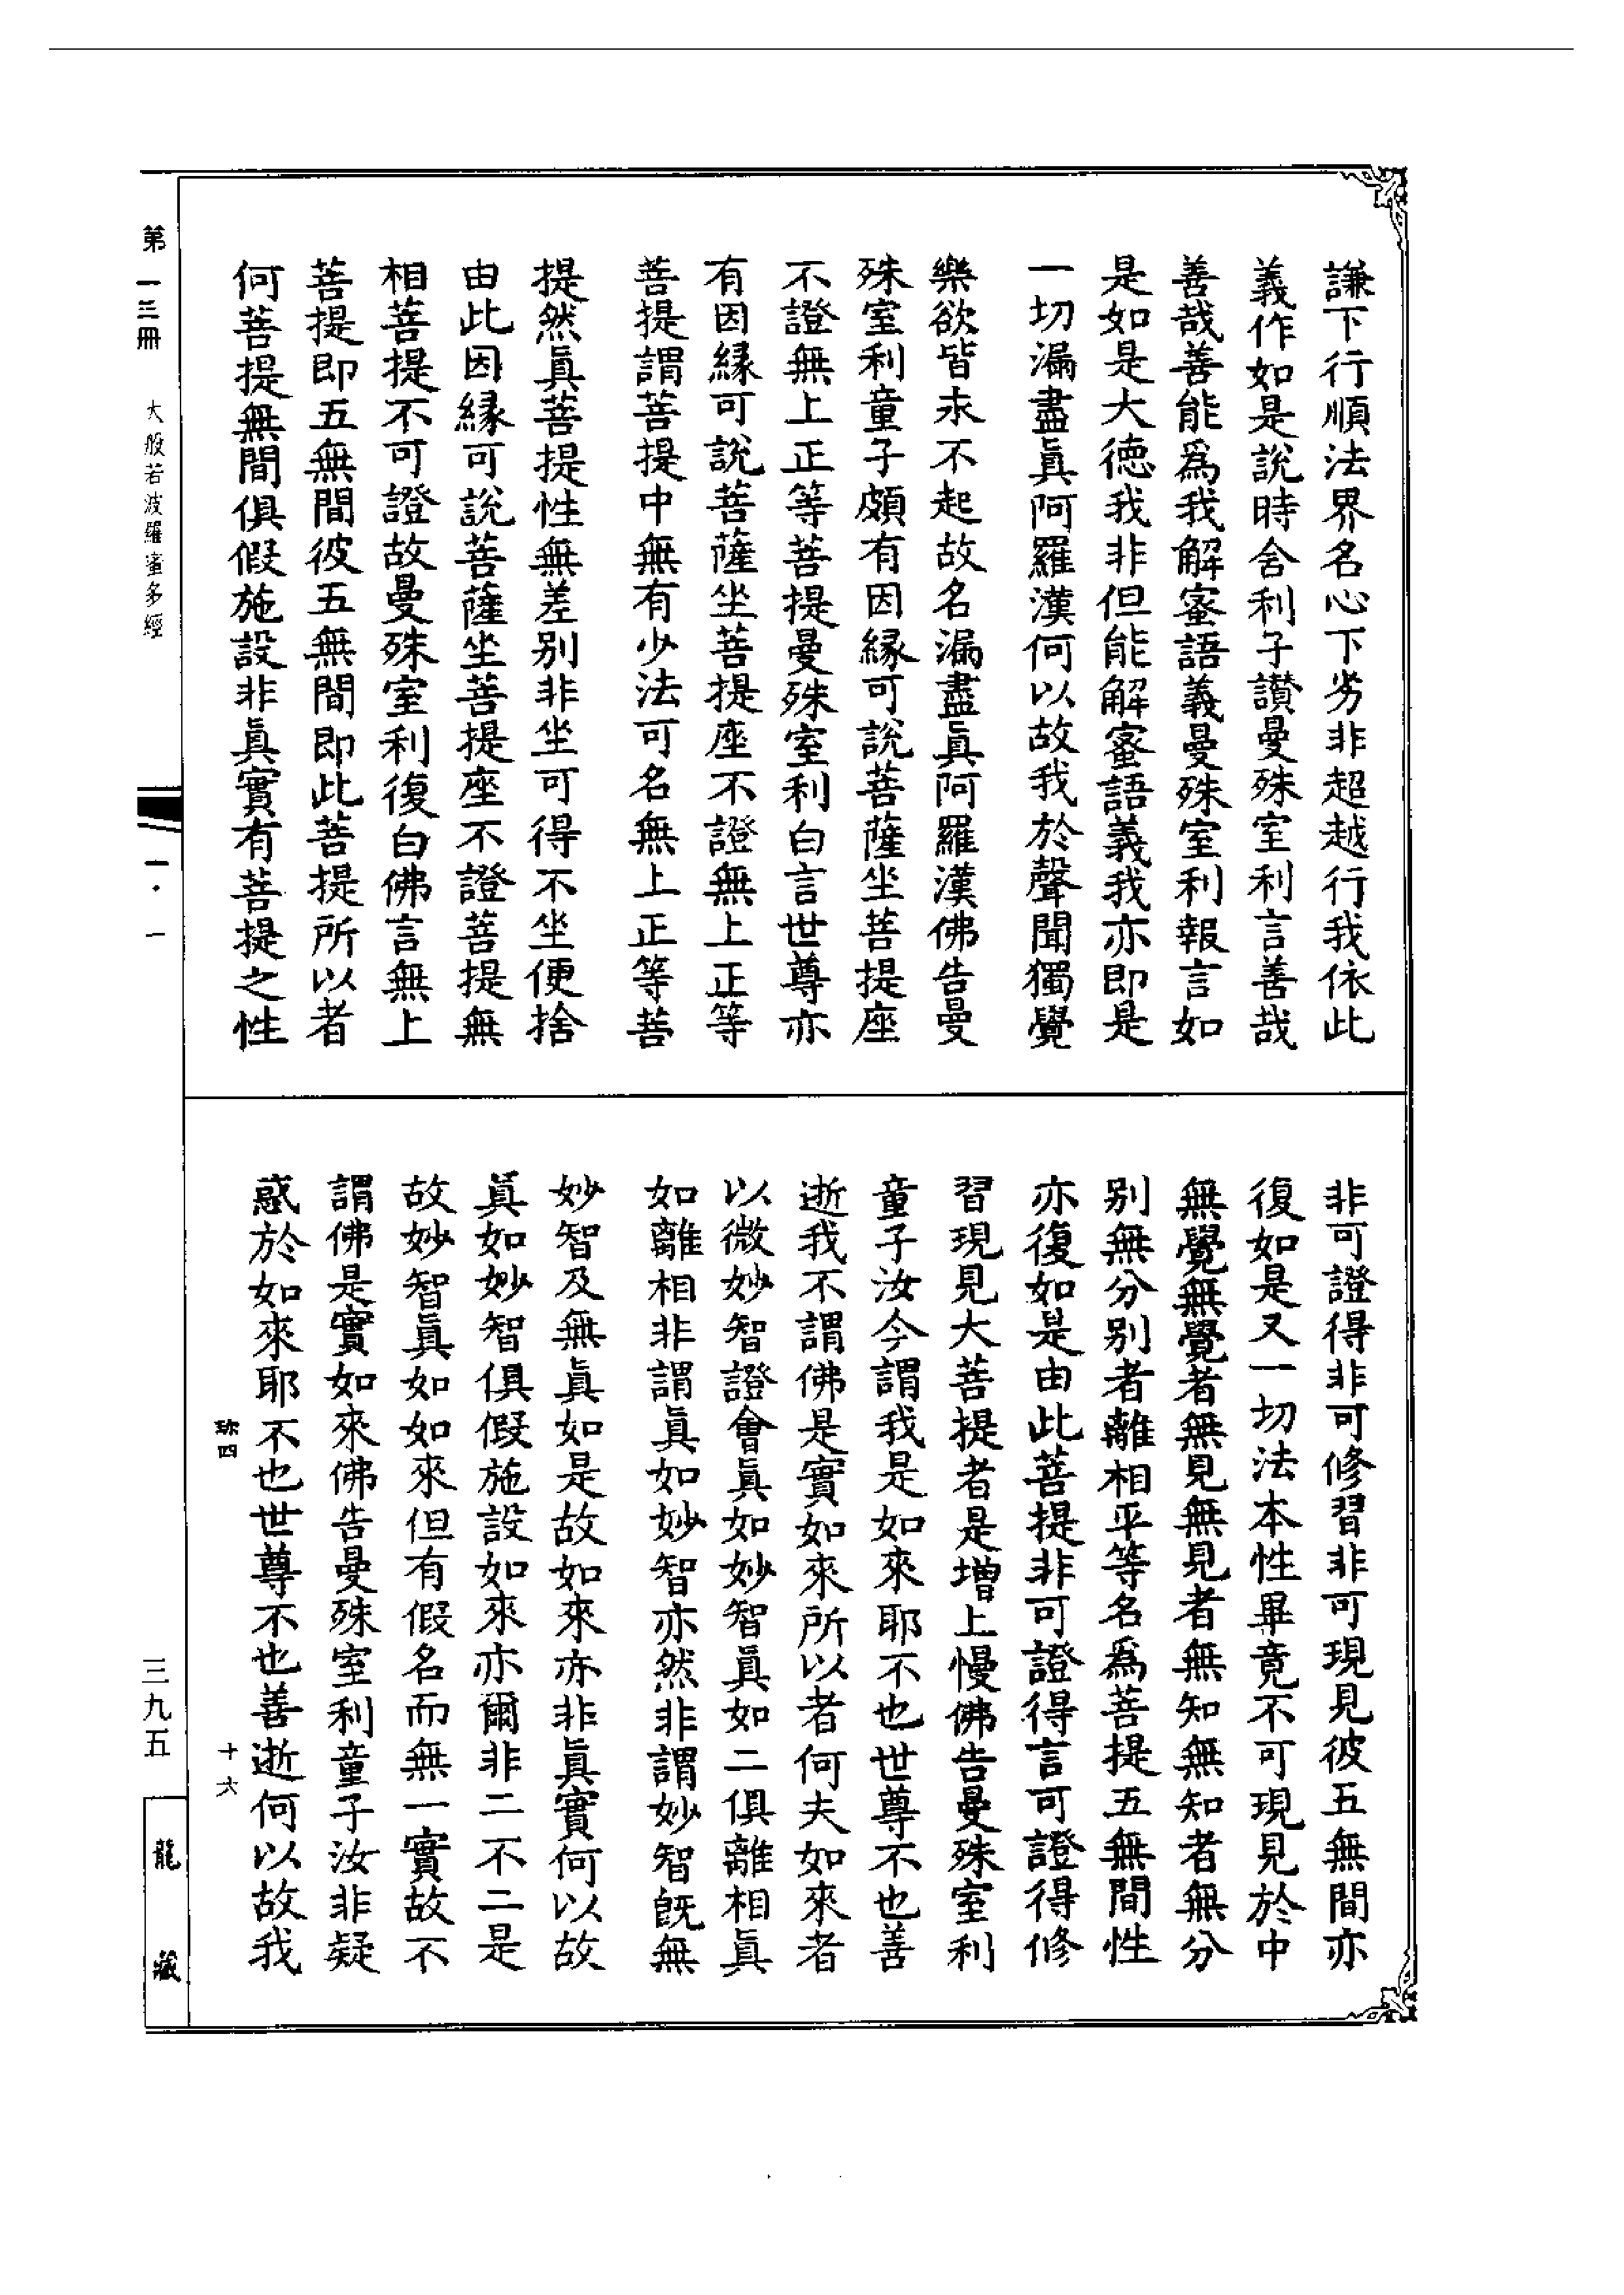 謙下行順法界名心下劣非超越行我依此
義作如是說時舍利子讃曼殊室利言善哉
善哉善能爲我解蜜語義曼殊室利報言如
是如是大德我非但能解蜜語義我亦即是
一切漏盡眞阿羅漢何以故我於聲聞獨覺
樂欲皆永不起故名漏盡眞阿羅漢佛告曼
殊室利童子頗有因緣可說菩薩坐菩提座
不證無上正等菩提曼殊室利白言世尊亦
有因緣可說菩薩坐菩提座不證無上正等
菩提謂菩提中無有少法可名無上正等菩
提然眞菩提性無差別非坐可得不坐便捨
由此因緣可說菩薩坐菩提座不證菩提無
相菩提不可證故曼殊室利復白佛言無上
菩提即五無間彼五無間即此菩提所以者
何菩提無間俱假施設非眞實有菩提之性
非可證得非可修習非可現見彼五無間亦
復如是又一切法本性畢竟不可現見於中
無覺無覺者無見無見者無知無知者無分
別無分別者離相平等名爲菩提五無間性
亦復如是由此菩提非可證得言可證得修
習現見大菩提者是增上慢佛告曼殊室利
童子汝今謂我是如來耶不也世尊不也善
逝我不謂佛是實如來所以者何夫如來者
以微妙智證會眞如妙智眞如二俱離相眞
如離相非謂眞如妙智亦然非謂妙智旣無
妙智及無眞如是故如來亦非眞實何以故
眞如妙智俱假施設如來亦爾非二不二是
故妙智眞如如來但有假名而無一實故不
謂佛是實如來佛告曼殊室利童子汝非疑
惑於如來耶不也世尊不也善逝何以故我
珎四
十六
第一三冊
大般若波羅蜜多經
一·一
三九五
龍藏